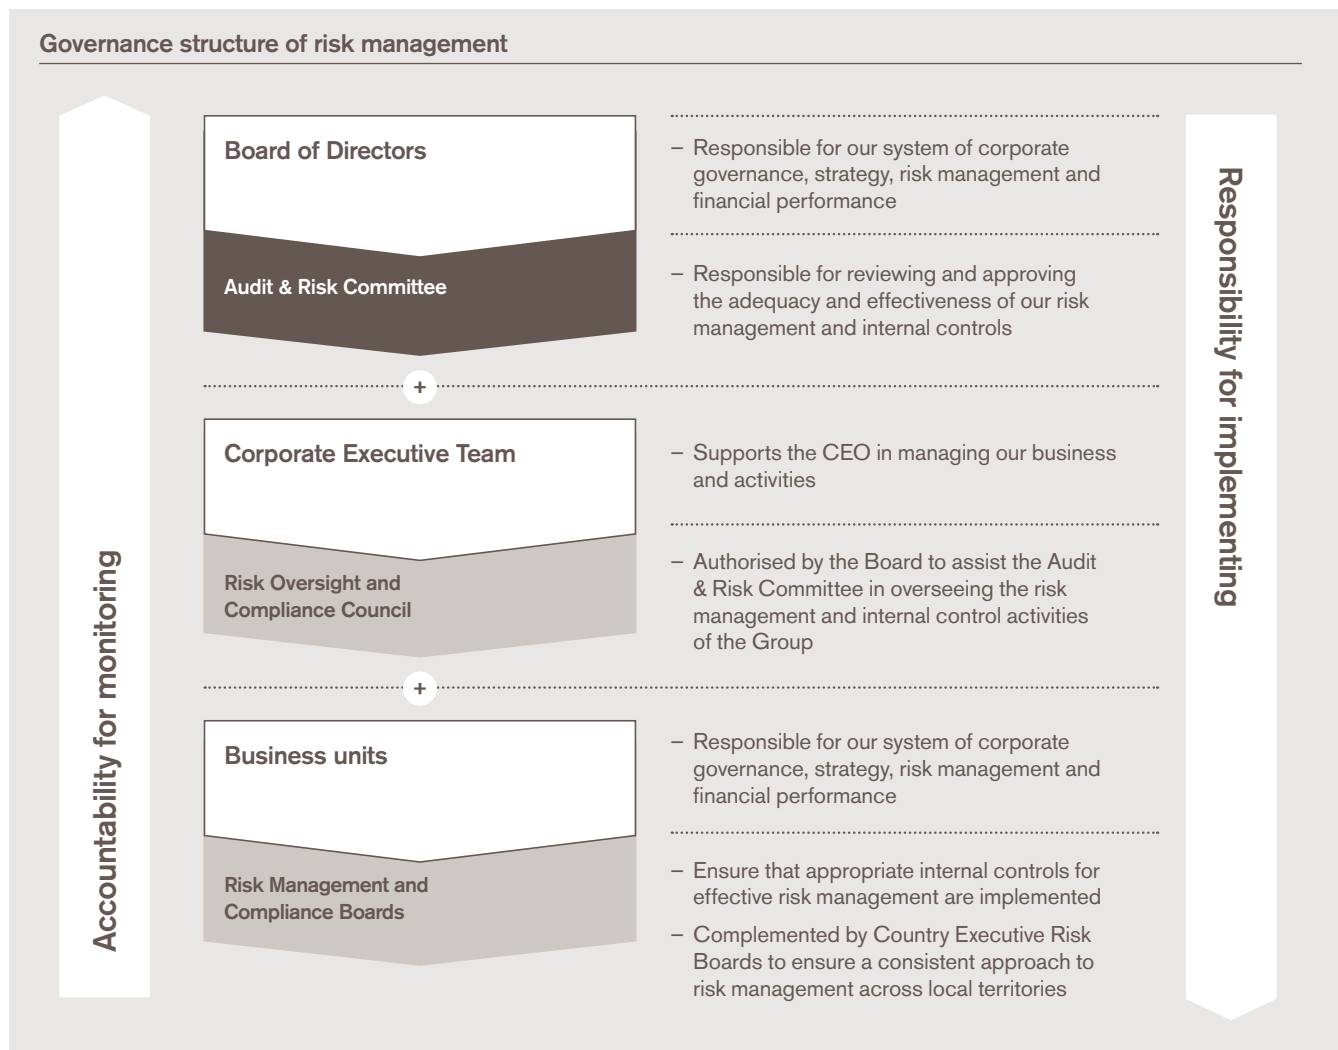 Governance structure of risk management
Accountability for monitoring
Board of Directors
– Responsible for our system of corporate
governance, strategy, risk management and
financial performance
Audit & Risk Committee
– Responsible for reviewing and approving
the adequacy and effectiveness of our risk
management and internal controls
+
Corporate Executive Team
– Supports the CEO in managing our business
and activities
Risk Oversight and
Compliance Council
– Authorised by the Board to assist the Audit
& Risk Committee in overseeing the risk
management and internal control activities
of the Group
+
Business units
– Responsible for our system of corporate
governance, strategy, risk management and
financial performance
Risk Management and
Compliance Boards
– Ensure that appropriate internal controls for
effective risk management are implemented
– Complemented by Country Executive Risk
Boards to ensure a consistent approach to
risk management across local territories
Responsibility for implementing